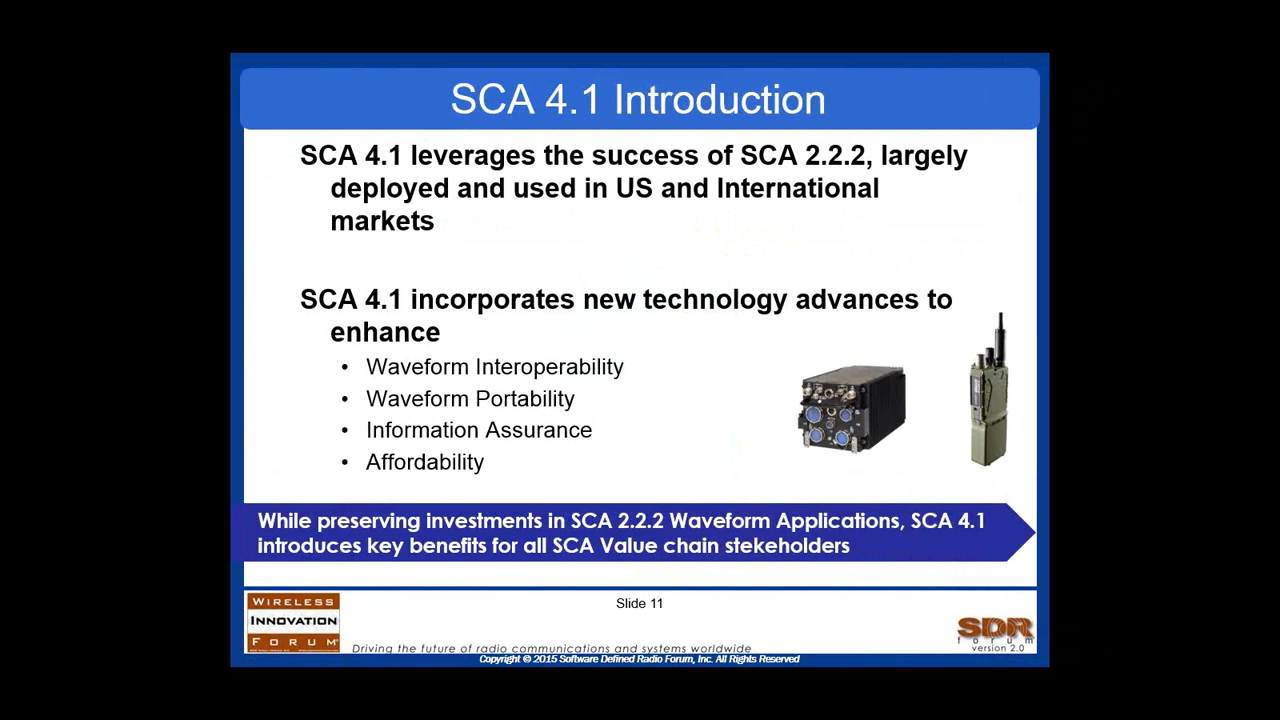 SCA 4.1 Introduction
SCA 4.1 leverages the success of SCA 2.2.2, largely
deployed and used in US and International
markets
SCA 4.1 incorporates new technology advances to
enhance
• Waveform Interoperability
• Waveform Portability
• Information Assurance
• Affordability
While preserving investments in SCA 2.2.2 Waveform Applications, SCA 4.1
introduces key benefits for all SCA Value chain stekeholders
Slide 11
WIRELESS
INNOVATION
FORUM
Driving the future of radio communications and systems worldwide
SDR
forum
version 2.0
Copyright © 2015 Software Defined Radio Forum, Inc. All Rights Reserved